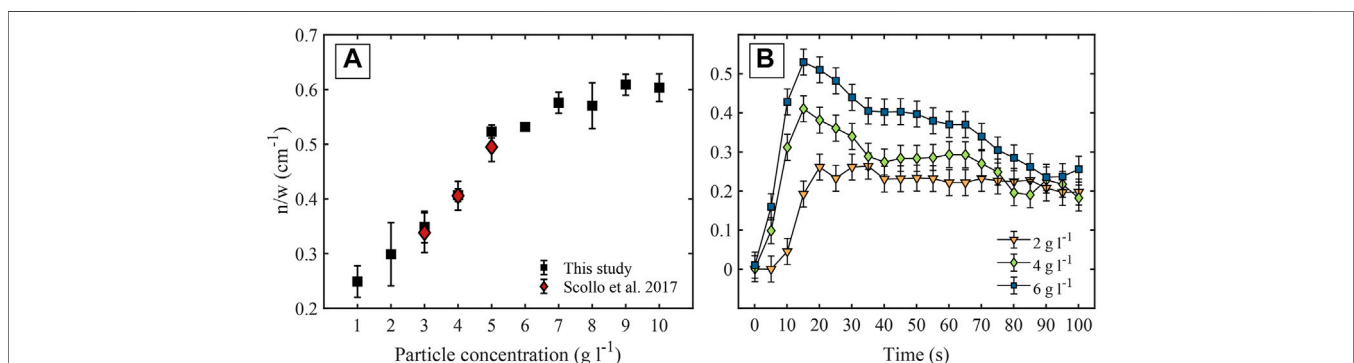 A
0.7
0.6
0.5
0.4
0.3
0.2
n/w (cm⁻¹)
This study
Scollo et al. 2017
1 2 3 4 5 6 7 8 9 10
Particle concentration (g l⁻¹)
B
0.5
0.4
0.3
0.2
0.1
0
2 g l⁻¹
4 g l⁻¹
6 g l⁻¹
0 10 20 30 40 50 60 70 80 90 100
Time (s)